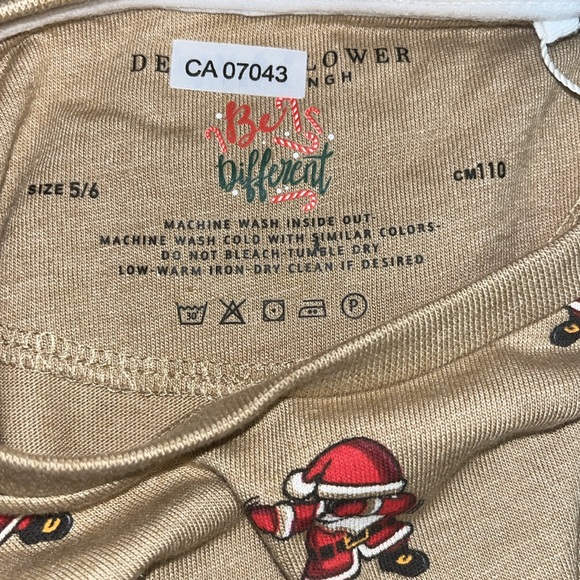 DE LOWER
CA 07043
NGH
Be
Different
SIZE 5/6
CM110
MACHINE WASH INSIDE OUT-
MACHINE WASH COLD WITH SIMILAR COLORS-
DO NOT BLEACH-TUMBLE DRY
LOW-WARM IRON-DRY CLEAN IF DESIRED
30°
P